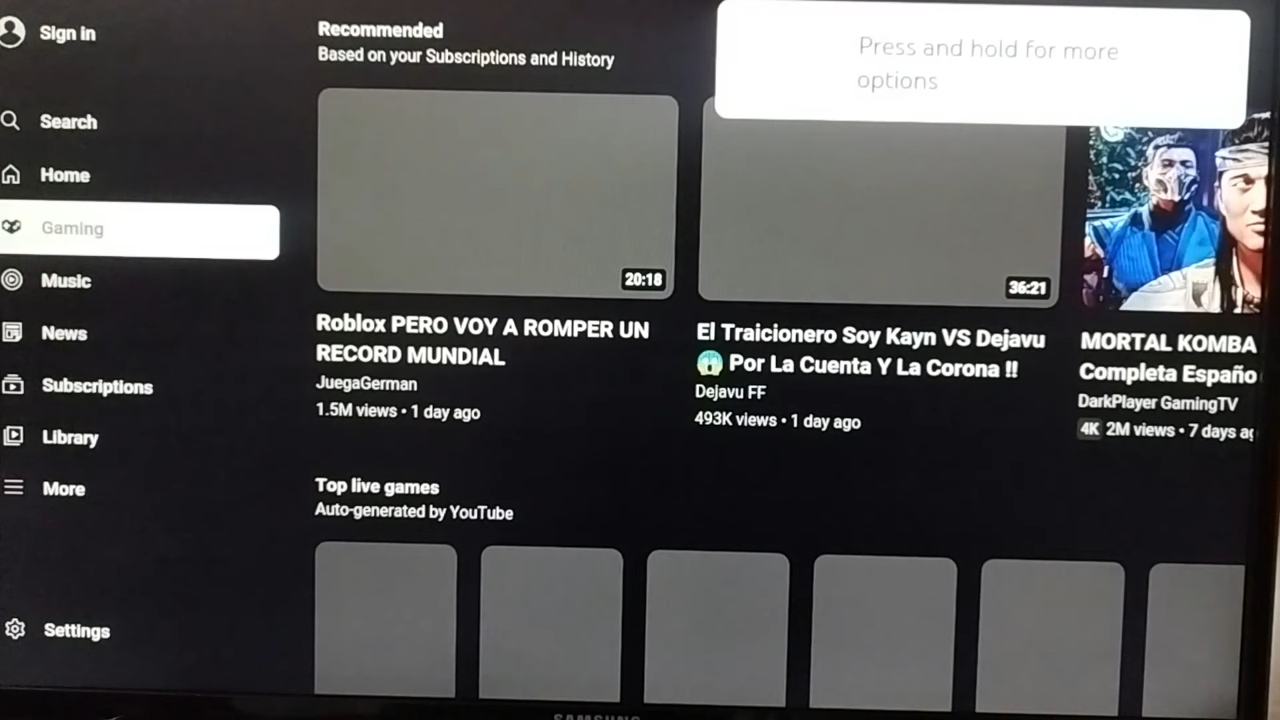 Sign in
Search
Home
Gaming
Music
News
Subscriptions
Library
More
Settings
Press and hold for more
options
Recommended
Based on your Subscriptions and History
20:18
Roblox PERO VOY A ROMPER UN
RECORD MUNDIAL
JuegaGerman
1.5M views • 1 day ago
36:21
El Traicionero Soy Kayn VS Dejavu
😱 Por La Cuenta Y La Corona !!
Dejavu FF
493K views • 1 day ago
MORTAL KOMBA
Completa Españo
DarkPlayer GamingTV
4K 2M views • 7 days ag
Top live games
Auto-generated by YouTube
SAMSUNG